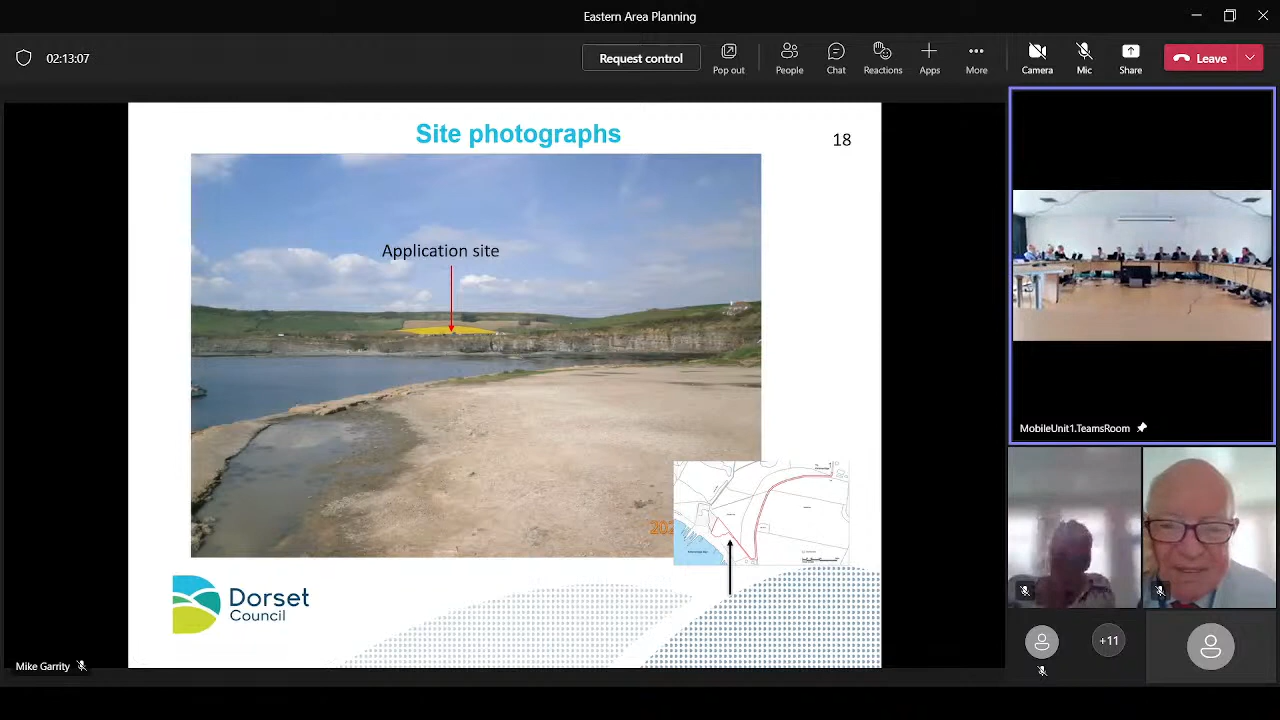 Eastern Area Planning
02:13:07
Request control
Pop out
People
Chat
Reactions
Apps
More
Camera
Mic
Share
Leave
Site photographs
18
Application site
MobileUnit1.TeamsRoom
Dorset
Council
+11
Mike Garrity